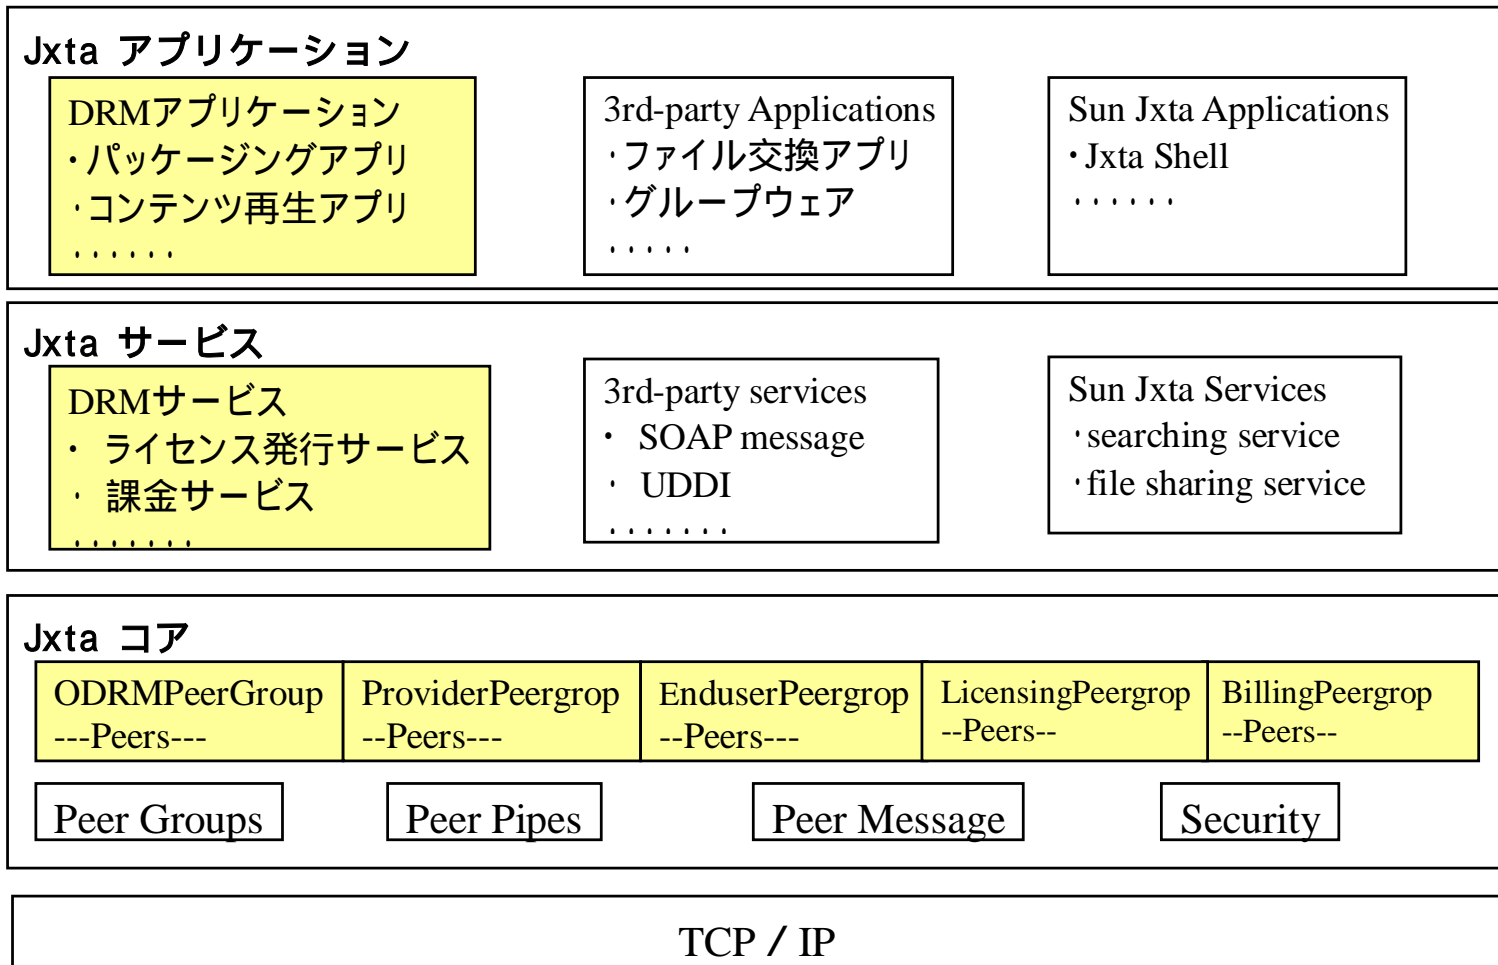 Jxta アプリケーション
DRMアプリケーション
・パッケージングアプリ
・コンテンツ再生アプリ
・・・・・・
3rd-party Applications
・ファイル交換アプリ
・グループウェア
・・・・・
Sun Jxta Applications
・Jxta Shell
・・・・・・
Jxta サービス
DRMサービス
・ ライセンス発行サービス
・ 課金サービス
・・・・・・・
3rd-party services
・ SOAP message
・ UDDI
・・・・・・・
Sun Jxta Services
・searching service
・file sharing service
Jxta コア
ODRMPeerGroup
---Peers---
ProviderPeergrop
--Peers---
EnduserPeergrop
--Peers---
LicensingPeergrop
--Peers--
BillingPeergrop
--Peers--
Peer Groups
Peer Pipes
Peer Message
Security
TCP / IP